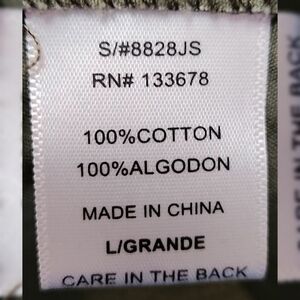 S/#8828JS
RN# 133678
100%COTTON
100%ALGODON
MADE IN CHINA
L/GRANDE
CARE IN THE BACK